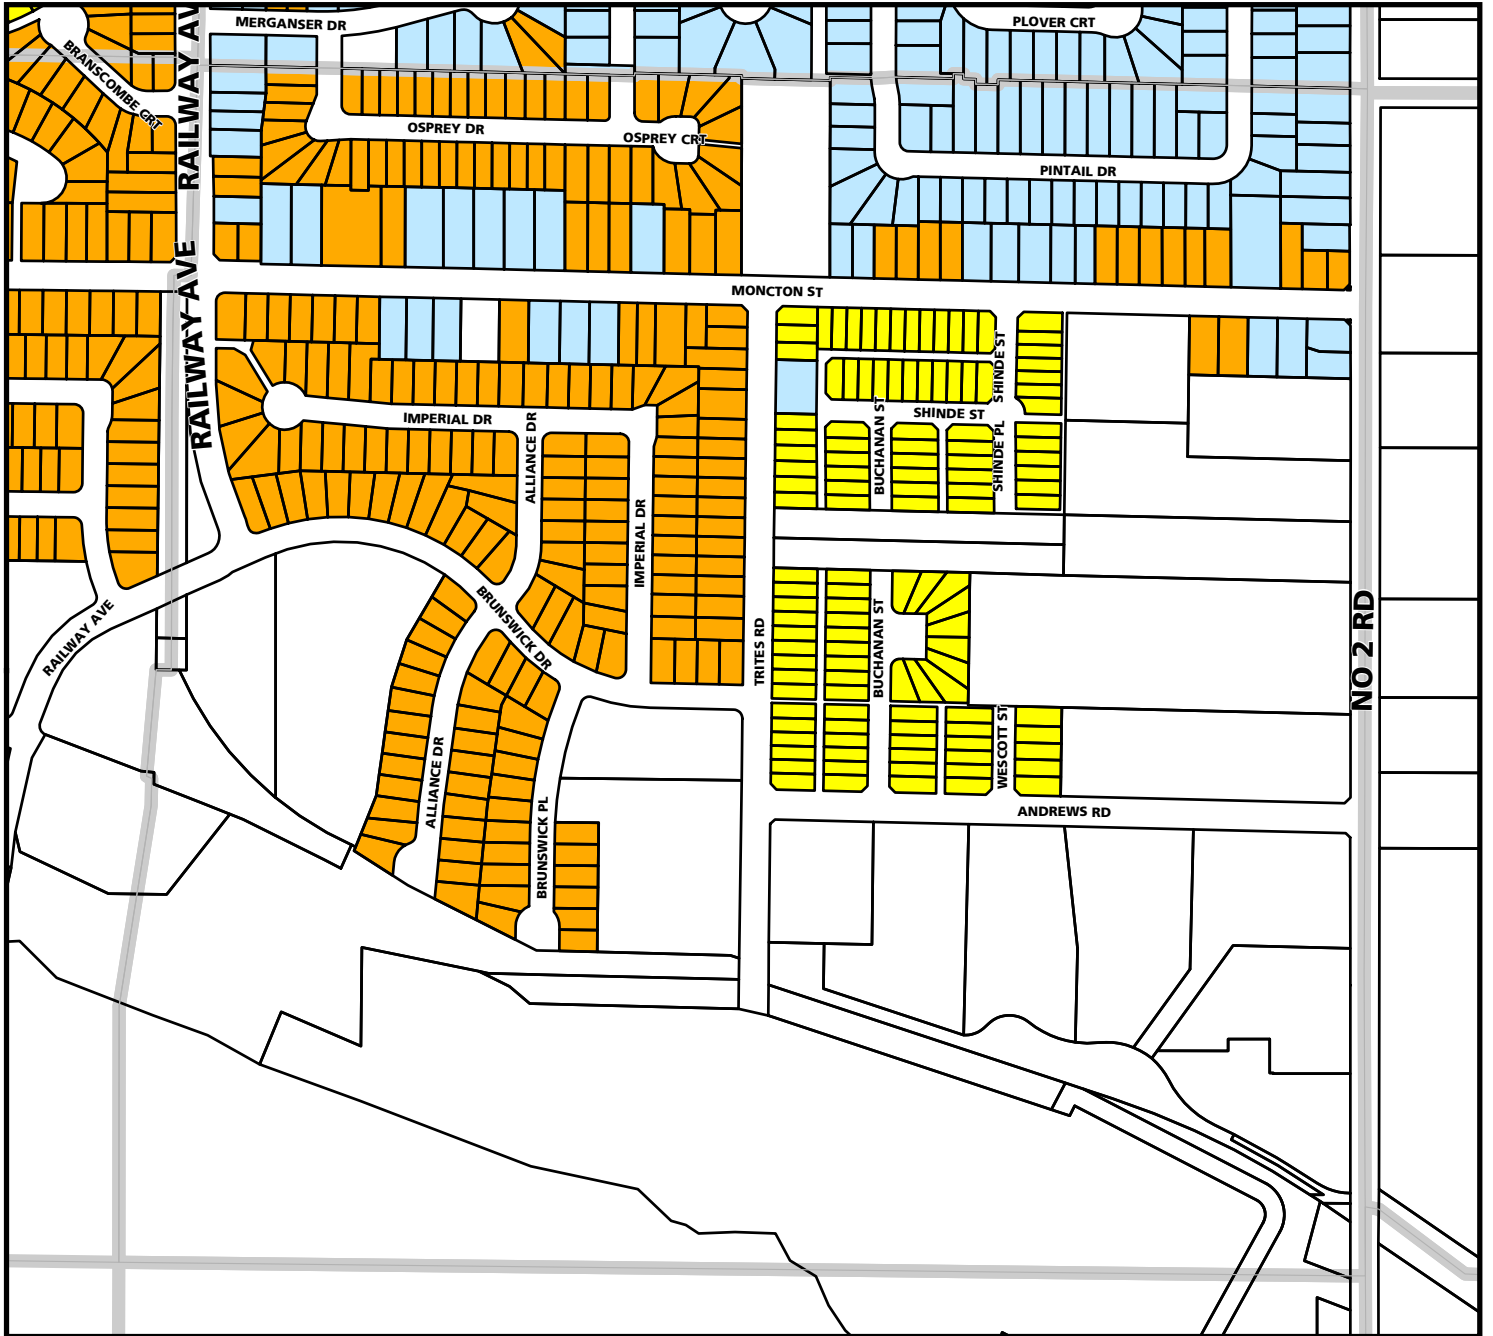 MERGANSER DR
PLOVER CRT
RAILWAY AV
BRANSCOMBE CRT
OSPREY DR
OSPREY CRT
PINTAIL DR
RAILWAY AVE
MONCTON ST
SHINDE ST
IMPERIAL DR
ALLIANCE DR
SHINDE ST
BUCHANAN ST
SHINDE PL
IMPERIAL DR
RAILWAY AVE
BRUNSWICK DR
TRITES RD
BUCHANAN ST
NO 2 RD
ALLIANCE DR
WESCOTT ST
BRUNSWICK PL
ANDREWS RD